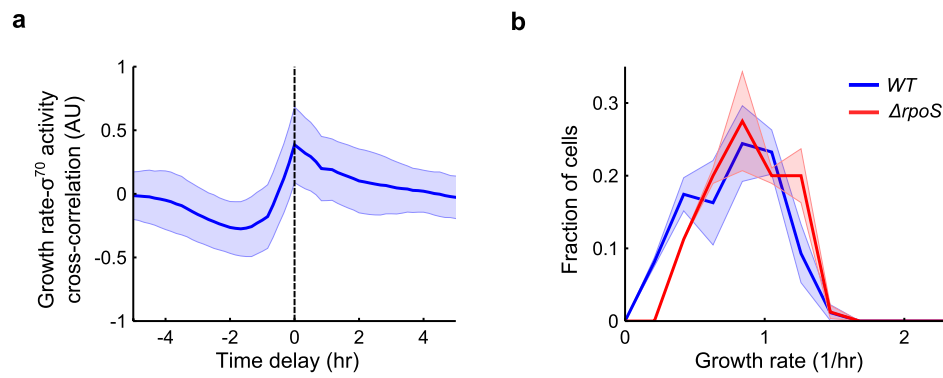 a
b
Growth rate-σ⁷⁰ activity
cross-correlation (AU)
1
0.5
0
-0.5
-1
-4
-2
0
2
4
Time delay (hr)
Fraction of cells
0.3
0.2
0.1
0
0
1
2
Growth rate (1/hr)
WT
ΔrpoS